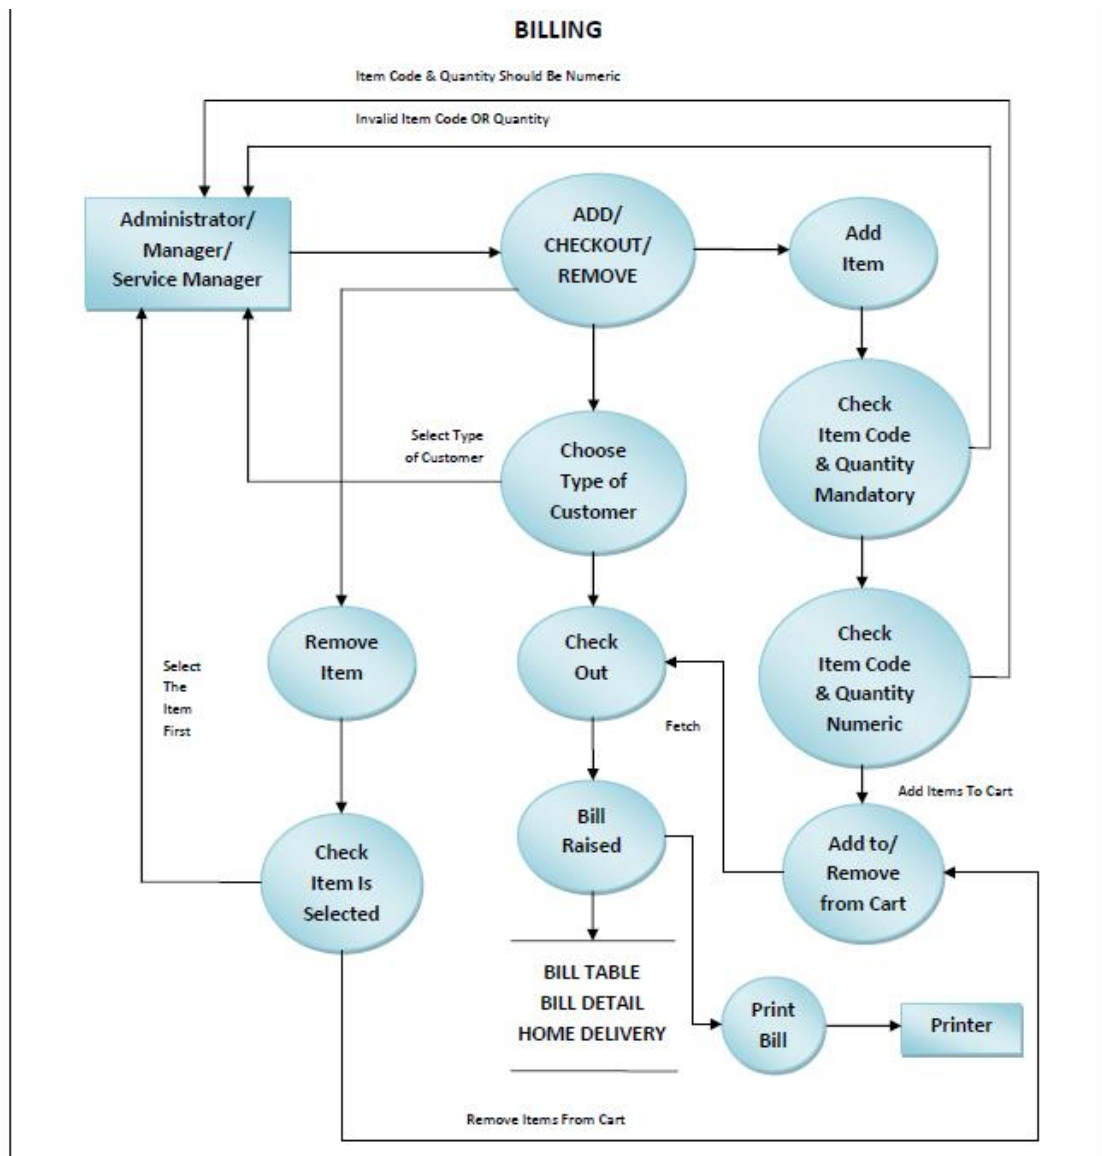 BILLING
Item Code & Quantity Should Be Numeric
Invalid Item Code OR Quantity
Administrator/
Manager/
Service Manager
ADD/
CHECKOUT/
REMOVE
Add
Item
Check
Item Code
& Quantity
Mandatory
Select Type
of Customer
Choose
Type of
Customer
Remove
Item
Check
Out
Check
Item Code
& Quantity
Numeric
Select
The
Item
First
Fetch
Add Items To Cart
Bill
Raised
Check
Item Is
Selected
Add to/
Remove
from Cart
BILL TABLE
BILL DETAIL
HOME DELIVERY
Print
Bill
Printer
Remove Items From Cart